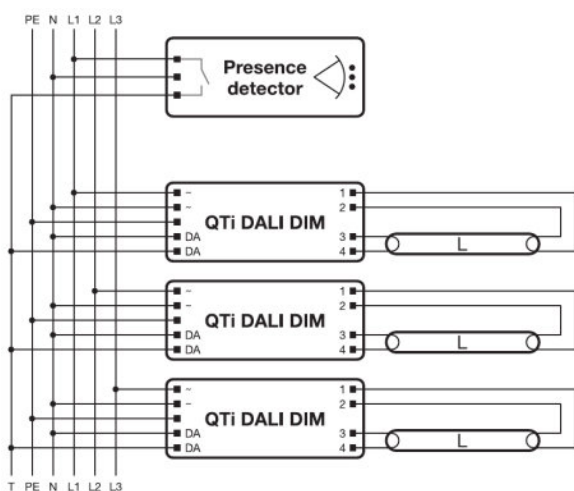 PE N L1 L2 L3
Presence
detector
~ 1
~ 2
QTi DALI DIM
DA 3 L
DA 4
~ 1
~ 2
QTi DALI DIM
DA 3 L
DA 4
~ 1
~ 2
QTi DALI DIM
DA 3 L
DA 4
T PE N L1 L2 L3